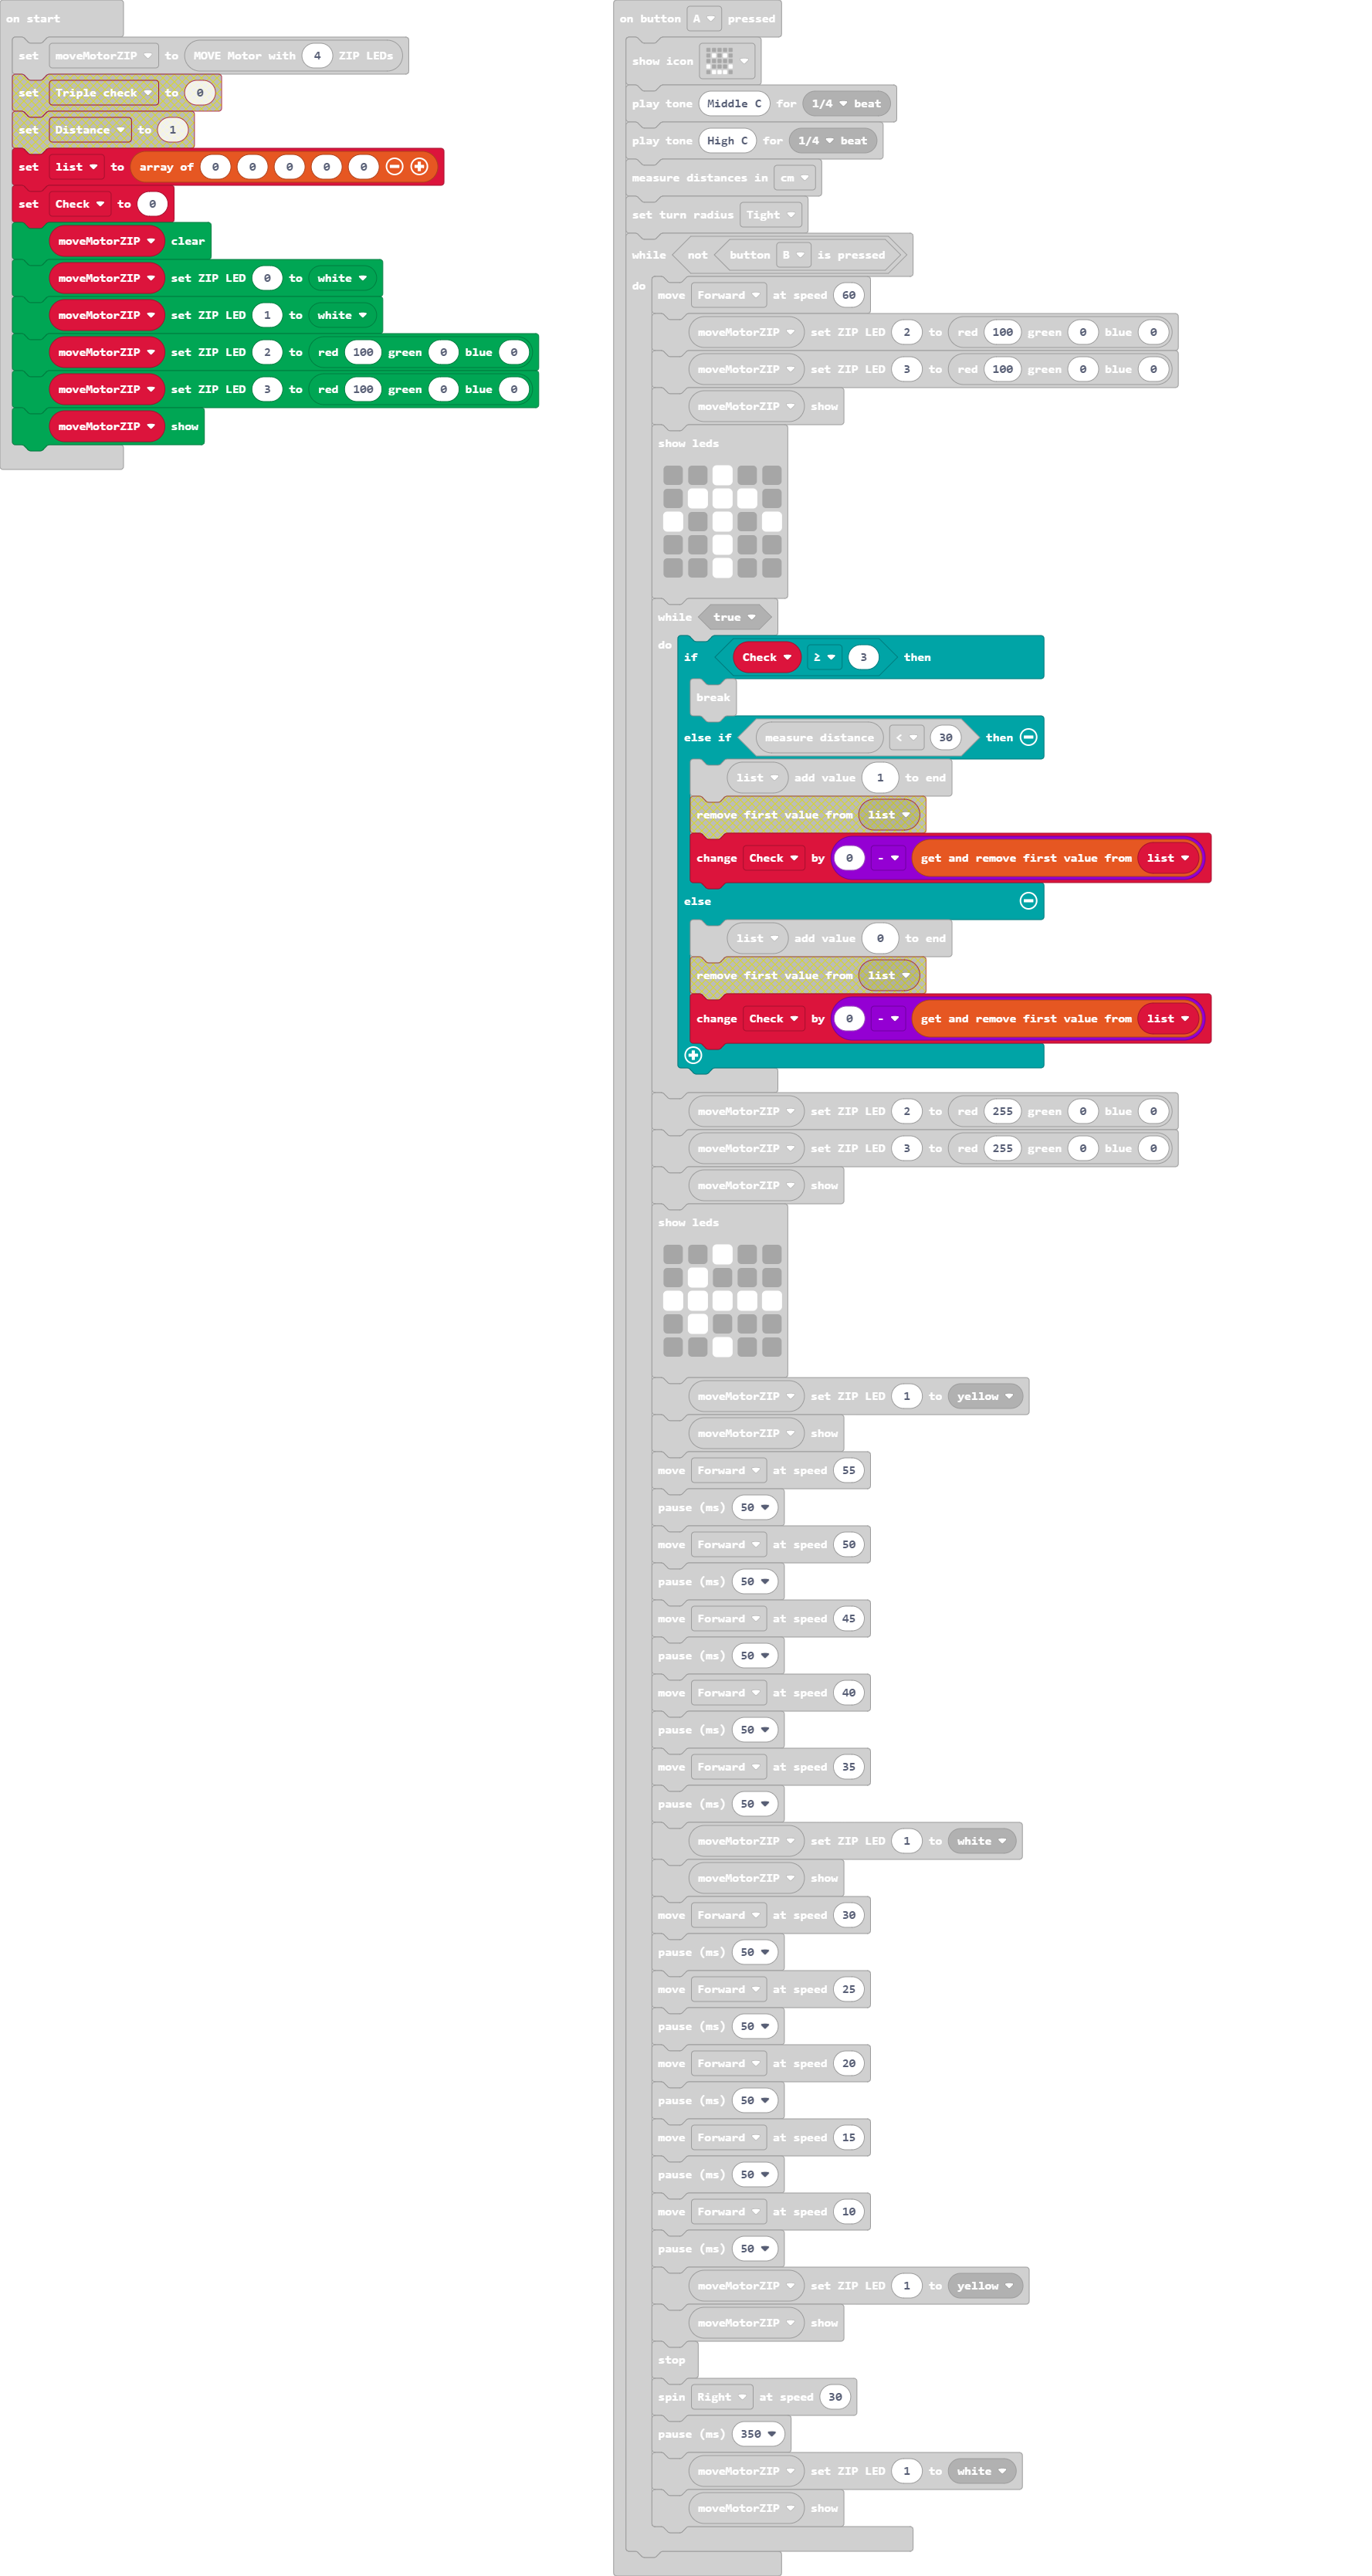 on start
set moveMotorZIP to MOVE Motor with 4 ZIP LEDs
set Triple check to 0
set Distance to 1
set list to array of 0 0 0 0 0
set Check to 0
moveMotorZIP clear
moveMotorZIP set ZIP LED 0 to white
moveMotorZIP set ZIP LED 1 to white
moveMotorZIP set ZIP LED 2 to red 100 green 0 blue 0
moveMotorZIP set ZIP LED 3 to red 100 green 0 blue 0
moveMotorZIP show
on button A pressed
show icon
play tone Middle C for 1/4 beat
play tone High C for 1/4 beat
measure distances in cm
set turn radius Tight
while not button B is pressed
do
move Forward at speed 60
moveMotorZIP set ZIP LED 2 to red 100 green 0 blue 0
moveMotorZIP set ZIP LED 3 to red 100 green 0 blue 0
moveMotorZIP show
show leds
while true
do
if Check ≥ 3 then
break
else if measure distance < 30 then
list add value 1 to end
remove first value from list
change Check by 0 - get and remove first value from list
else
list add value 0 to end
remove first value from list
change Check by 0 - get and remove first value from list
moveMotorZIP set ZIP LED 2 to red 255 green 0 blue 0
moveMotorZIP set ZIP LED 3 to red 255 green 0 blue 0
moveMotorZIP show
show leds
moveMotorZIP set ZIP LED 1 to yellow
moveMotorZIP show
move Forward at speed 55
pause (ms) 50
move Forward at speed 50
pause (ms) 50
move Forward at speed 45
pause (ms) 50
move Forward at speed 40
pause (ms) 50
move Forward at speed 35
pause (ms) 50
moveMotorZIP set ZIP LED 1 to white
moveMotorZIP show
move Forward at speed 30
pause (ms) 50
move Forward at speed 25
pause (ms) 50
move Forward at speed 20
pause (ms) 50
move Forward at speed 15
pause (ms) 50
move Forward at speed 10
pause (ms) 50
moveMotorZIP set ZIP LED 1 to yellow
moveMotorZIP show
stop
spin Right at speed 30
pause (ms) 350
moveMotorZIP set ZIP LED 1 to white
moveMotorZIP show